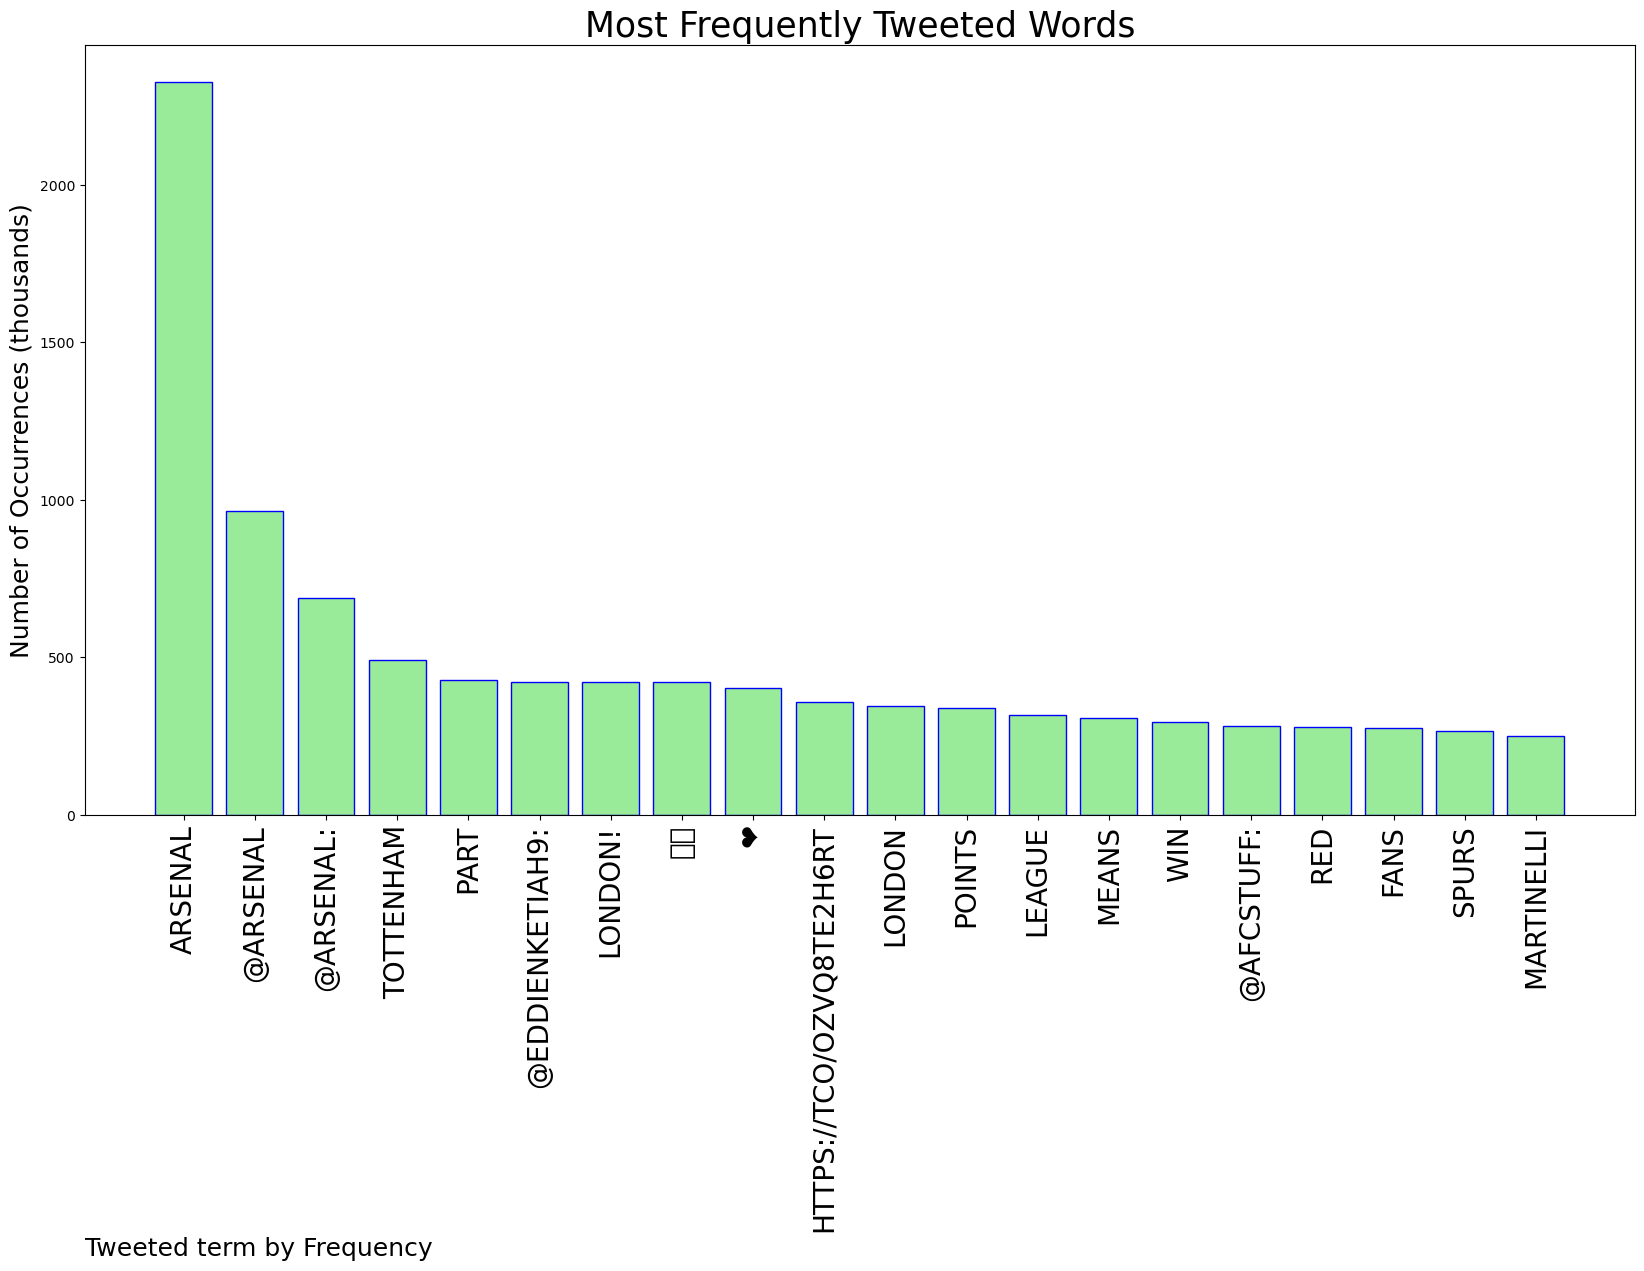 Most Frequently Tweeted Words
Number of Occurrences (thousands)
2000
1500
1000
500
0
ARSENAL
@ARSENAL
@ARSENAL:
TOTTENHAM
PART
@EDDIENKETIAH9:
LONDON!
❤
HTTPS://TCO/OZVQ8TE2H6RT
LONDON
POINTS
LEAGUE
MEANS
WIN
@AFCSTUFF:
RED
FANS
SPURS
MARTINELLI
Tweeted term by Frequency